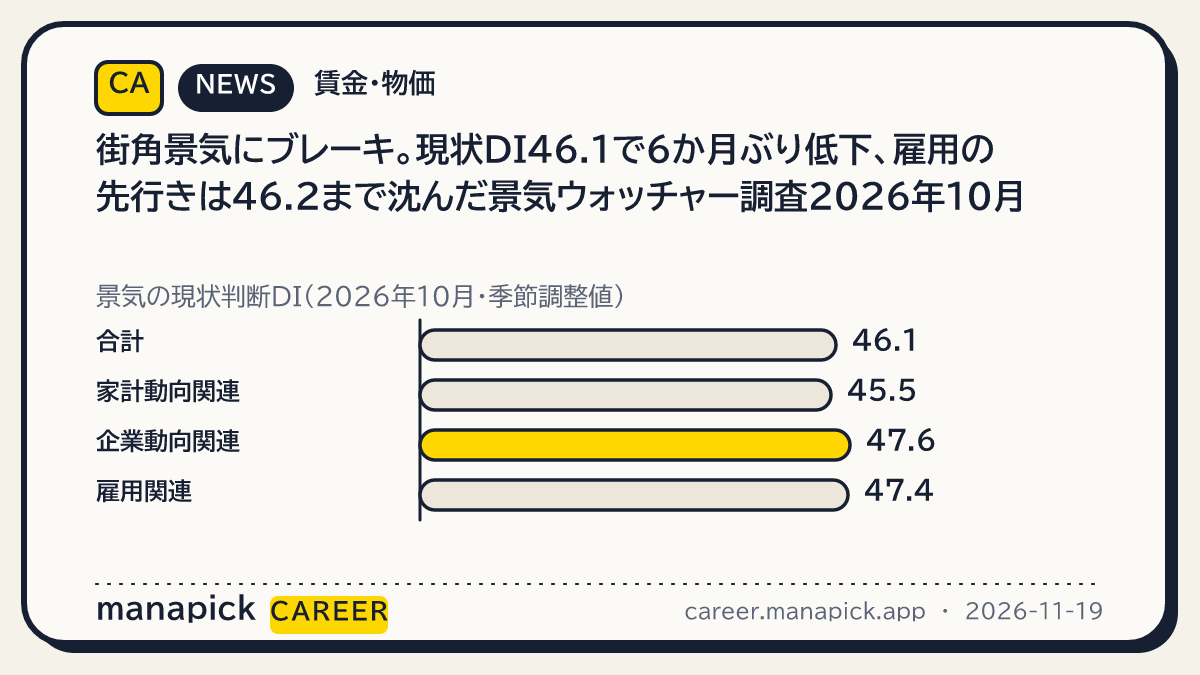 CA NEWS 賃金・物価
街角景気にブレーキ。現状DI46.1で6か月ぶり低下、雇用の
先行きは46.2まで沈んだ景気ウォッチャー調査2026年10月
景気の現状判断DI(2026年10月・季節調整値)
合計 46.1
家計動向関連 45.5
企業動向関連 47.6
雇用関連 47.4
manapick CAREER career.manapick.app ・ 2026-11-19